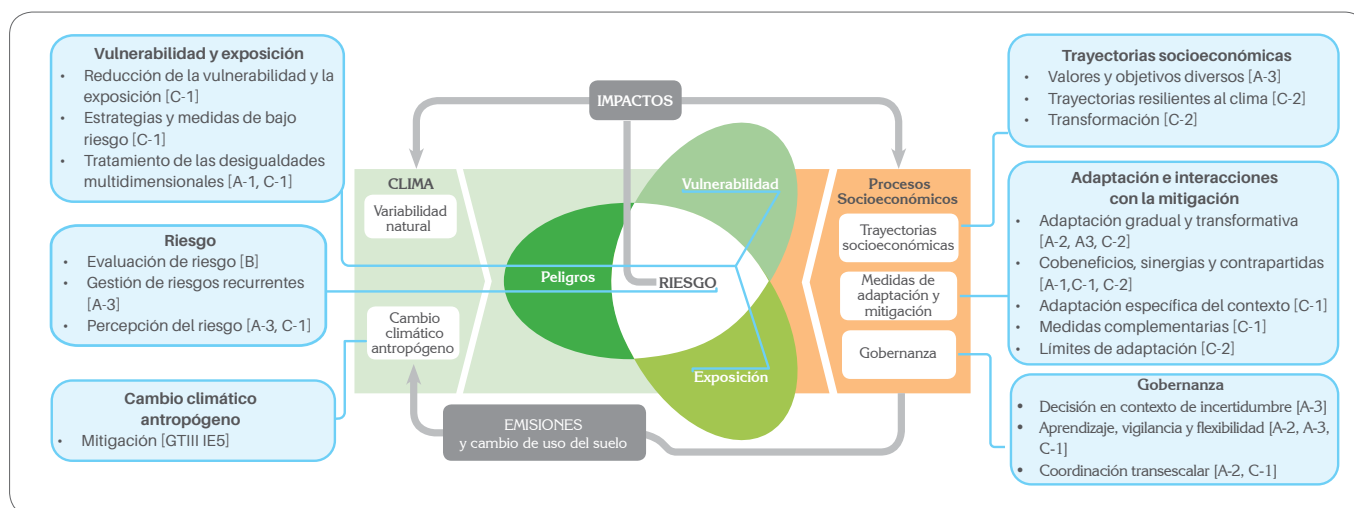 Vulnerabilidad y exposición
• Reducción de la vulnerabilidad y la
exposición [C-1]
• Estrategias y medidas de bajo
riesgo [C-1]
• Tratamiento de las desigualdades
multidimensionales [A-1, C-1]
Riesgo
• Evaluación de riesgo [B]
• Gestión de riesgos recurrentes
[A-3]
• Percepción del riesgo [A-3, C-1]
Cambio climático
antropógeno
• Mitigación [GTIII IE5]
IMPACTOS
CLIMA
Variabilidad
natural
Cambio
climático
antropógeno
Peligros
Vulnerabilidad
RIESGO
Exposición
EMISIONES
y cambio de uso del suelo
Procesos
Socioeconómicos
Trayectorias
socioeconómicas
Medidas de
adaptación y
mitigación
Gobernanza
Trayectorias socioeconómicas
• Valores y objetivos diversos [A-3]
• Trayectorias resilientes al clima [C-2]
• Transformación [C-2]
Adaptación e interacciones
con la mitigación
• Adaptación gradual y transformativa
[A-2, A3, C-2]
• Cobeneficios, sinergias y contrapartidas
[A-1,C-1, C-2]
• Adaptación específica del contexto [C-1]
• Medidas complementarias [C-1]
• Límites de adaptación [C-2]
Gobernanza
• Decisión en contexto de incertidumbre [A-3]
• Aprendizaje, vigilancia y flexibilidad [A-2, A-3,
C-1]
• Coordinación transescalar [A-2, C-1]